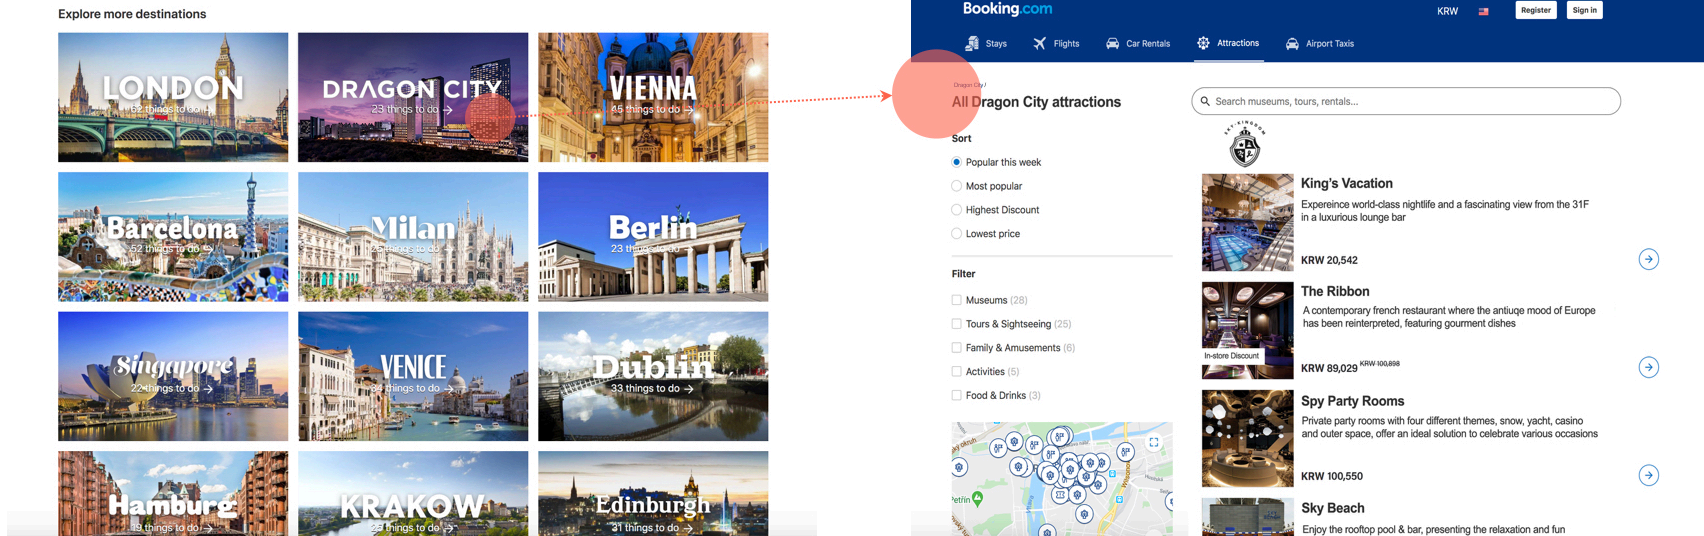 Explore more destinations
LONDON
62 things to do →
DRAGON CITY
23 things to do →
VIENNA
45 things to do →
Barcelona
52 things to do →
Milan
things to do →
Berlin
23 things to do →
Singapore
22 things to do →
VENICE
34 things to do →
Dublin
33 things to do →
Hamburg
19 things to do →
KRAKOW
things to do →
Edinburgh
31 things to do →
Booking.com
KRW
Register
Sign in
Stays
Flights
Car Rentals
Attractions
Airport Taxis
Dragon City /
All Dragon City attractions
Search museums, tours, rentals...
Sort
Popular this week
Most popular
Highest Discount
Lowest price
Filter
Museums (28)
Tours & Sightseeing (25)
Family & Amusements (6)
Activities (5)
Food & Drinks (3)
Petřín
SKY·KINGDOM
King's Vacation
Expereince world-class nightlife and a fascinating view from the 31F
in a luxurious lounge bar
KRW 20,542
The Ribbon
A contemporary french restaurant where the antiuqe mood of Europe
has been reinterpreted, featuring gourment dishes
In-store Discount
KRW 89,029 KRW 100,898
Spy Party Rooms
Private party rooms with four different themes, snow, yacht, casino
and outer space, offer an ideal solution to celebrate various occasions
KRW 100,550
Sky Beach
Enjoy the rooftop pool & bar, presenting the relaxation and fun